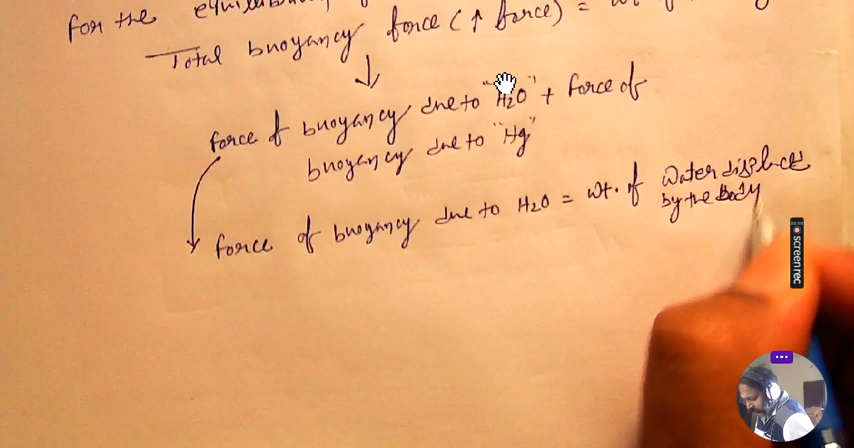 For the
Total buoyancy force (↑ force) = wt
↓
force of buoyancy due to "H₂O" + force of
buoyancy due to "Hg"
force of buoyancy due to H₂O = wt. of water displaced
by the Body
screenrec